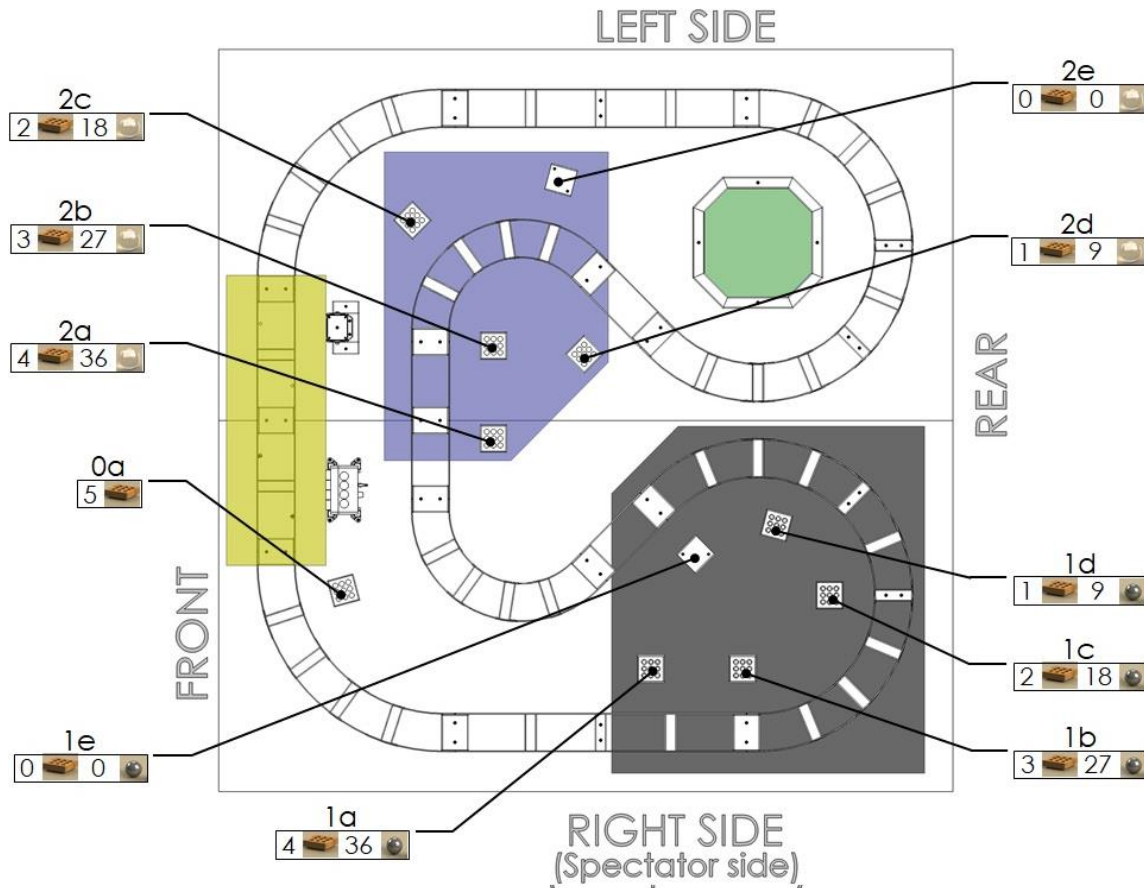 LEFT SIDE
2c
2 18
2e
0 0
2b
3 27
2d
1 9
2a
4 36
REAR
0a
5
FRONT
1d
1 9
1c
2 18
1e
0 0
1b
3 27
1a
4 36
RIGHT SIDE
(Spectator side)